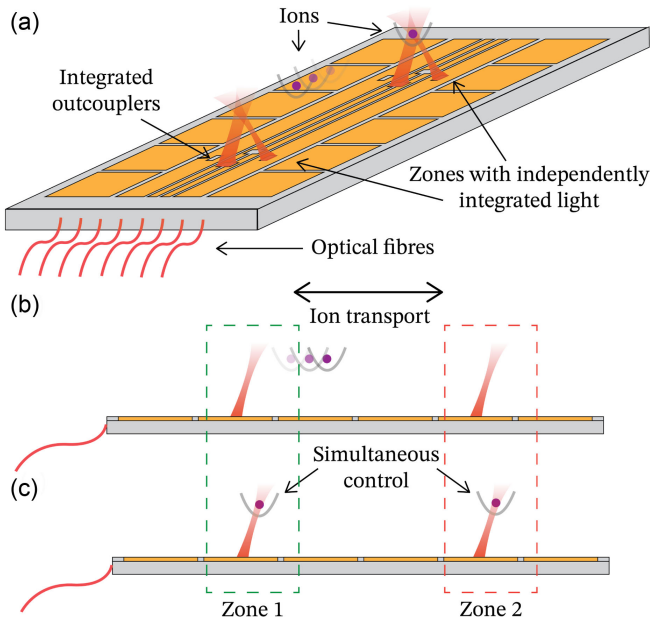 (a)
Ions
Integrated
outcouplers
Zones with independently
integrated light
Optical fibres
(b)
Ion transport
(c)
Simultaneous
control
Zone 1
Zone 2